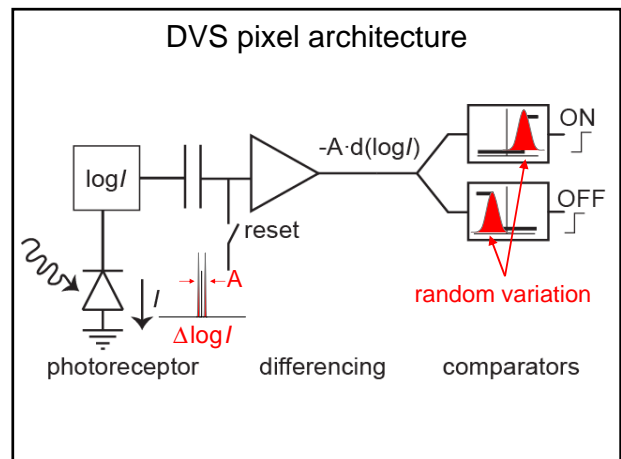 DVS pixel architecture
ON
-A·d(logI)
logI
OFF
reset
I
A
random variation
ΔlogI
photoreceptor differencing comparators